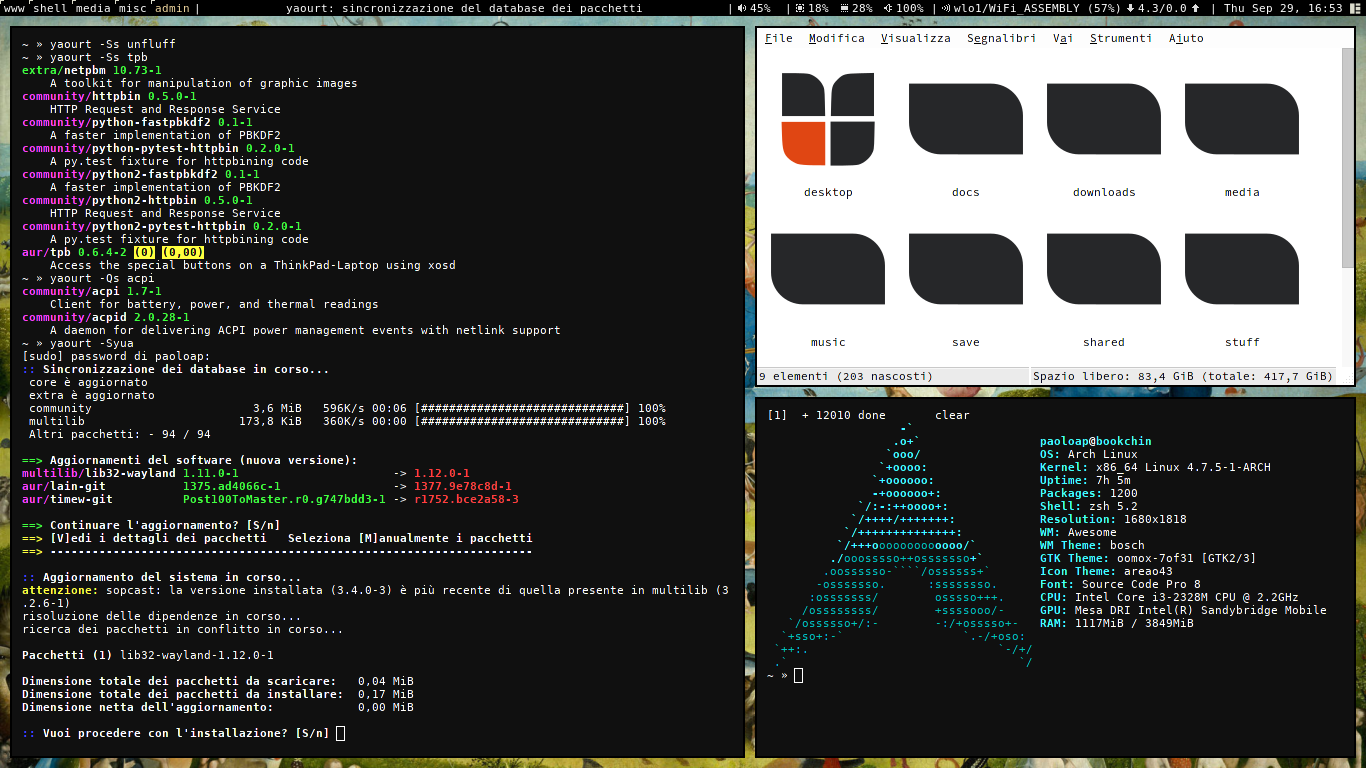 www shell media misc admin | yaourt: sincronizzazione del database dei pacchetti | 45% | 18% 28% 100% | wlo1/WiFi_ASSEMBLY (57%) 4.3/0.0 | Thu Sep 29, 16:53
~ » yaourt -Ss unfluff
~ » yaourt -Ss tpb
extra/netpbm 10.73-1
A toolkit for manipulation of graphic images
community/httpbin 0.5.0-1
HTTP Request and Response Service
community/python-fastpbkdf2 0.1-1
A faster implementation of PBKDF2
community/python-pytest-httpbin 0.2.0-1
A py.test fixture for httpbining code
community/python2-fastpbkdf2 0.1-1
A faster implementation of PBKDF2
community/python2-httpbin 0.5.0-1
HTTP Request and Response Service
community/python2-pytest-httpbin 0.2.0-1
A py.test fixture for httpbining code
aur/tpb 0.6.4-2 (0) (0,00)
Access the special buttons on a ThinkPad-Laptop using xosd
~ » yaourt -Qs acpi
community/acpi 1.7-1
Client for battery, power, and thermal readings
community/acpid 2.0.28-1
A daemon for delivering ACPI power management events with netlink support
~ » yaourt -Syua
[sudo] password di paoloap:
:: Sincronizzazione dei database in corso...
core è aggiornato
extra è aggiornato
community 3,6 MiB 596K/s 00:06 [#############################] 100%
multilib 173,8 KiB 360K/s 00:00 [#############################] 100%
Altri pacchetti: - 94 / 94
==> Aggiornamenti del software (nuova versione):
multilib/lib32-wayland 1.11.0-1 -> 1.12.0-1
aur/lain-git 1375.ad4066c-1 -> 1377.9e78c8d-1
aur/timew-git Post100ToMaster.r0.g747bdd3-1 -> r1752.bce2a58-3
==> Continuare l'aggiornamento? [S/n]
==> [V]edi i dettagli dei pacchetti Seleziona [M]anualmente i pacchetti
==> ---------------------------------------------------------------------
:: Aggiornamento del sistema in corso...
attenzione: sopcast: la versione installata (3.4.0-3) è più recente di quella presente in multilib (3
.2.6-1)
risoluzione delle dipendenze in corso...
ricerca dei pacchetti in conflitto in corso...
Pacchetti (1) lib32-wayland-1.12.0-1
Dimensione totale dei pacchetti da scaricare: 0,04 MiB
Dimensione totale dei pacchetti da installare: 0,17 MiB
Dimensione netta dell'aggiornamento: 0,00 MiB
:: Vuoi procedere con l'installazione? [S/n]
File Modifica Visualizza Segnalibri Vai Strumenti Aiuto
desktop docs downloads media
music save shared stuff
9 elementi (203 nascosti) Spazio libero: 83,4 GiB (totale: 417,7 GiB)
[1] + 12010 done clear
-`
.o+`
`ooo/ paoloap@bookchin
`+oooo: OS: Arch Linux
`+oooooo: Kernel: x86_64 Linux 4.7.5-1-ARCH
-+oooooo+: Uptime: 7h 5m
`/:-:++oooo+: Packages: 1200
`/++++/+++++++: Shell: zsh 5.2
`/++++++++++++++: Resolution: 1680x1818
WM: Awesome
`/+++ooooooooooooo/` WM Theme: bosch
./ooosssso++osssssso+` GTK Theme: oomox-7of31 [GTK2/3]
.oossssso-````/ossssss+` Icon Theme: areao43
-osssssso. :ssssssso. Font: Source Code Pro 8
:osssssss/ osssso+++. CPU: Intel Core i3-2328M CPU @ 2.2GHz
/ossssssss/ +ssssooo/- GPU: Mesa DRI Intel(R) Sandybridge Mobile
`/ossssso+/:- -:/+osssso+- RAM: 1117MiB / 3849MiB
`+sso+:-` `.-/+oso:
`++:. `-/+/
.` `/
~ »